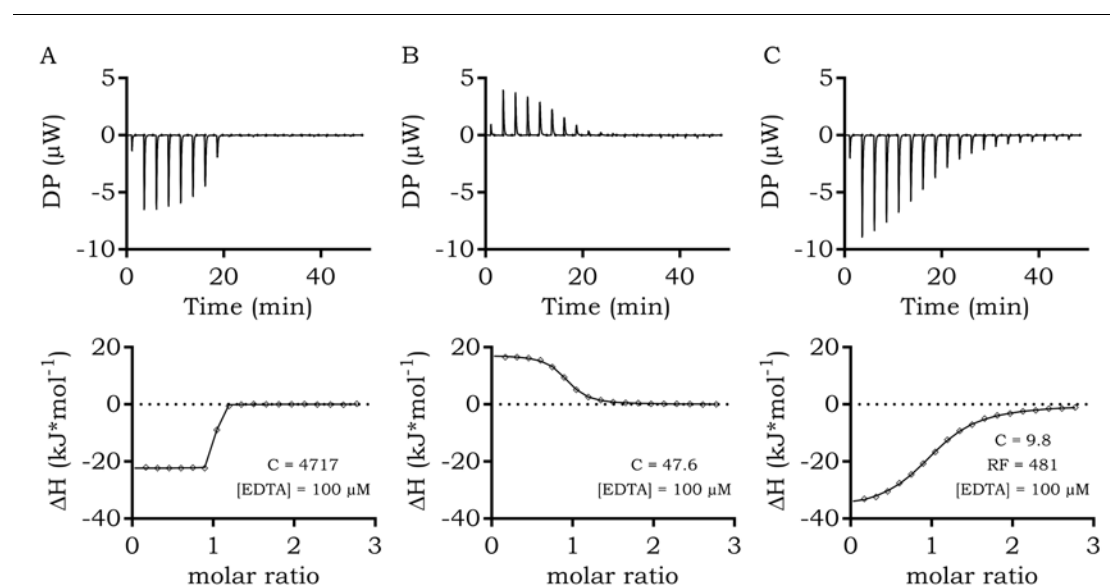 A
B
C
DP (µW)
5
0
-5
-10
0
20
40
Time (min)
DP (µW)
5
0
-5
-10
0
20
40
Time (min)
DP (µW)
5
0
-5
-10
0
20
40
Time (min)
ΔH (kJ*mol⁻¹)
20
0
-20
-40
C = 4717
[EDTA] = 100 µM
0
1
2
3
molar ratio
ΔH (kJ*mol⁻¹)
20
0
-20
-40
C = 47.6
[EDTA] = 100 µM
0
1
2
3
molar ratio
ΔH (kJ*mol⁻¹)
20
0
-20
-40
C = 9.8
RF = 481
[EDTA] = 100 µM
0
1
2
3
molar ratio